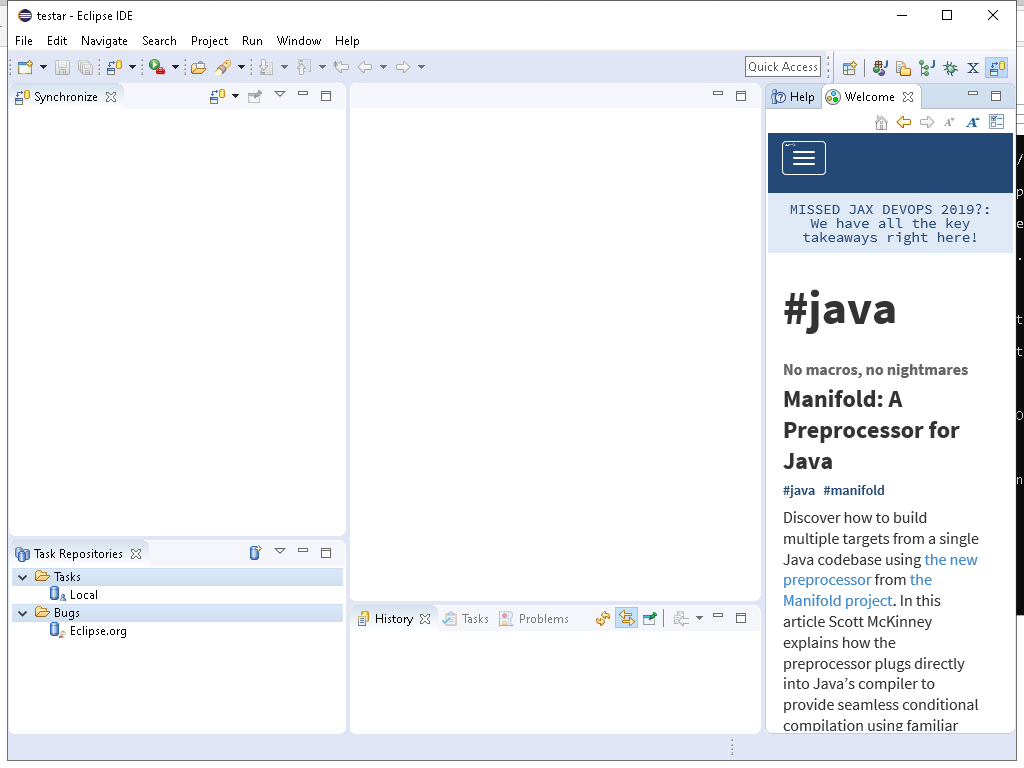 testar - Eclipse IDE
File Edit Navigate Search Project Run Window Help
Quick Access
Synchronize
Help
Welcome
MISSED JAX DEVOPS 2019?:
We have all the key
takeaways right here!
#java
No macros, no nightmares
Manifold: A
Preprocessor for
Java
#java #manifold
Discover how to build
multiple targets from a single
Java codebase using the new
preprocessor from the
Manifold project. In this
article Scott McKinney
explains how the
preprocessor plugs directly
into Java’s compiler to
provide seamless conditional
compilation using familiar
Task Repositories
Tasks
Local
Bugs
Eclipse.org
History Tasks Problems